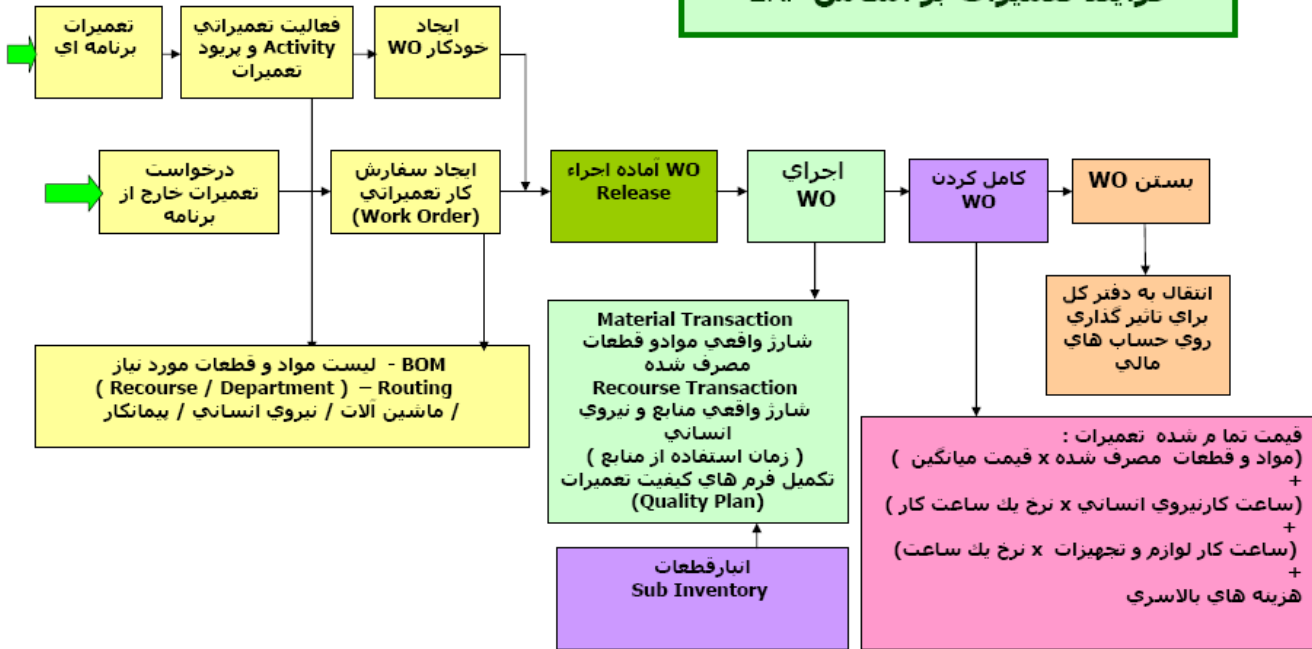 تعميرات
برنامه اي
فعاليت تعميراتي
Activity و پريود
تعميرات
ايجاد
خودكار WO
درخواست
تعميرات خارج از
برنامه
ايجاد سفارش
كار تعميراتي
(Work Order)
WO آماده اجراء
Release
اجراي
WO
كامل كردن
WO
بستن WO
انتقال به دفتر كل
براي تاثير گذاري
روي حساب هاي
مالي
BOM - ليست مواد و قطعات مورد نياز
( Recourse / Department ) – Routing
/ ماشين آلات / نيروي انساني / پيمانكار
Material Transaction
شارژ واقعي موادو قطعات
مصرف شده
Recourse Transaction
شارژ واقعي منابع و نيروي
انساني
( زمان استفاده از منابع )
تكميل فرم هاي كيفيت تعميرات
(Quality Plan)
انبارقطعات
Sub Inventory
قيمت تما م شده تعميرات :
(مواد و قطعات مصرف شده x قيمت ميانگين )
+
(ساعت كارنيروي انساني x نرخ يك ساعت كار )
+
(ساعت كار لوازم و تجهيزات x نرخ يك ساعت)
+
هزينه هاي بالاسري